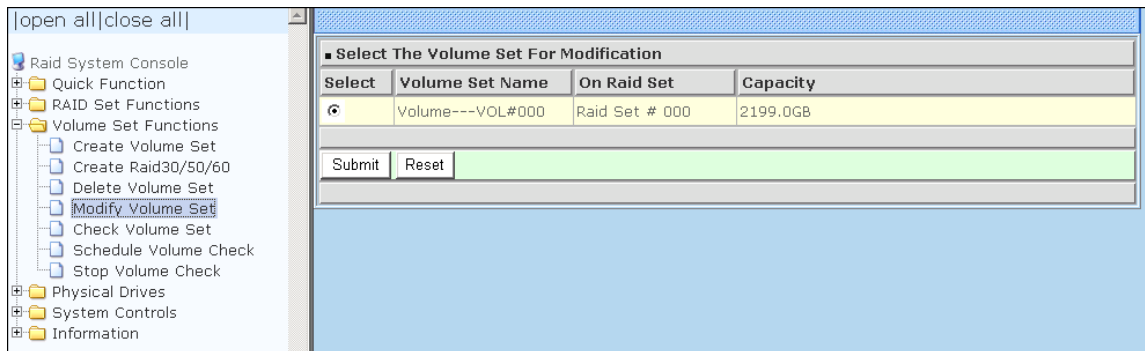 |open all|close all|
Raid System Console
Quick Function
RAID Set Functions
Volume Set Functions
Create Volume Set
Create Raid30/50/60
Delete Volume Set
Modify Volume Set
Check Volume Set
Schedule Volume Check
Stop Volume Check
Physical Drives
System Controls
Information
Select The Volume Set For Modification
Select Volume Set Name On Raid Set Capacity
Volume---VOL#000 Raid Set # 000 2199.0GB
Submit Reset